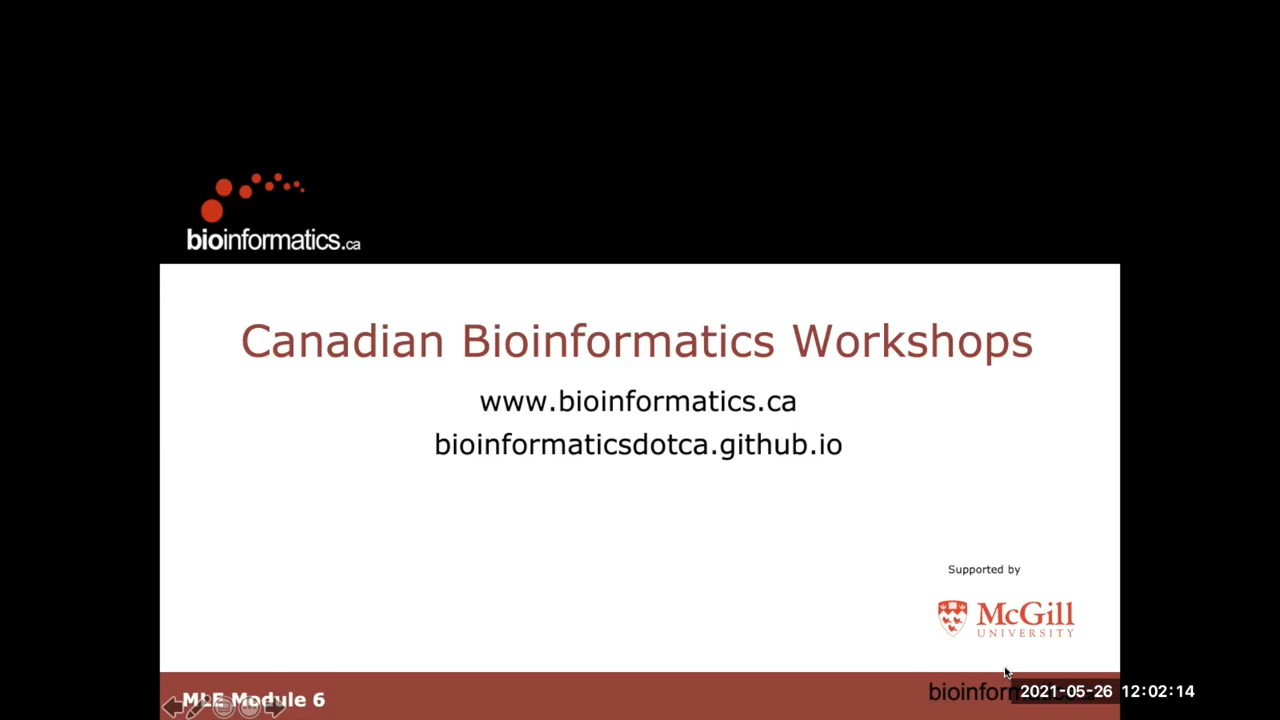 bioinformatics.ca
Canadian Bioinformatics Workshops
www.bioinformatics.ca
bioinformaticsdotca.github.io
Supported by
McGill
UNIVERSITY
MLE Module 6
2021-05-26 12:02:14